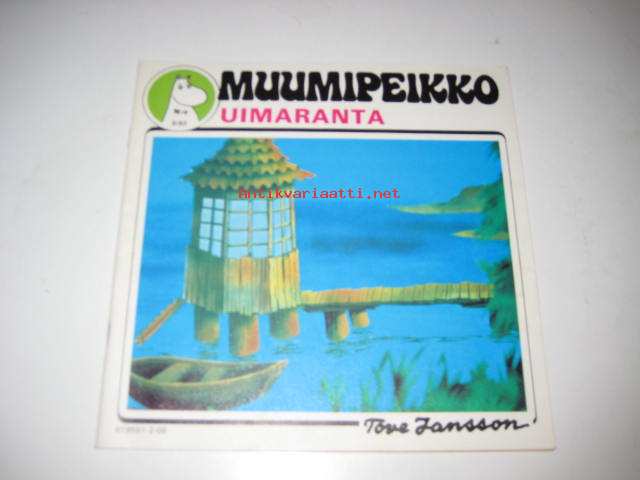 MUUMIPEIKKO
UIMARANTA
antikvariaatti.net
Tove Jansson